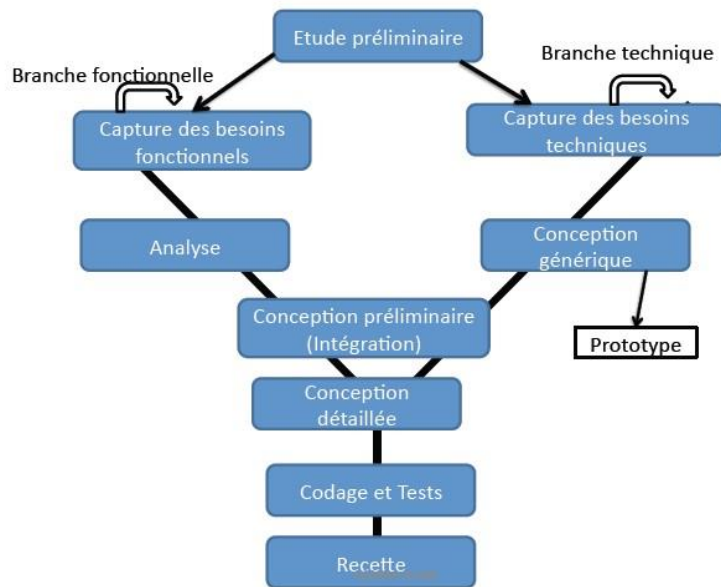 Etude préliminaire
Branche fonctionnelle
Branche technique
Capture des besoins
fonctionnels
Capture des besoins
techniques
Analyse
Conception
générique
Conception préliminaire
(Intégration)
Prototype
Conception
détaillée
Codage et Tests
Recette